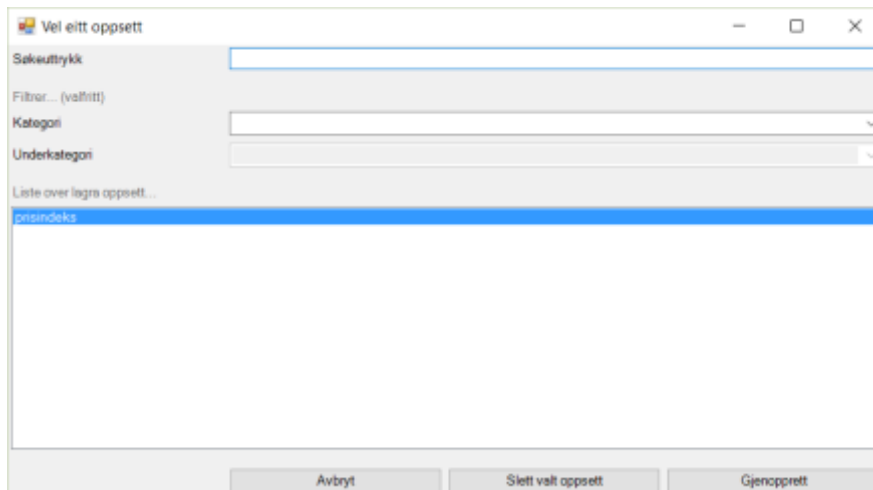 Vel eitt oppsett
Søkeuttrykk
Filtrer... (valfritt)
Kategori
Underkategori
Liste over lagra oppsett...
prisindeks
Avbryt Slett valt oppsett Gjenopprett